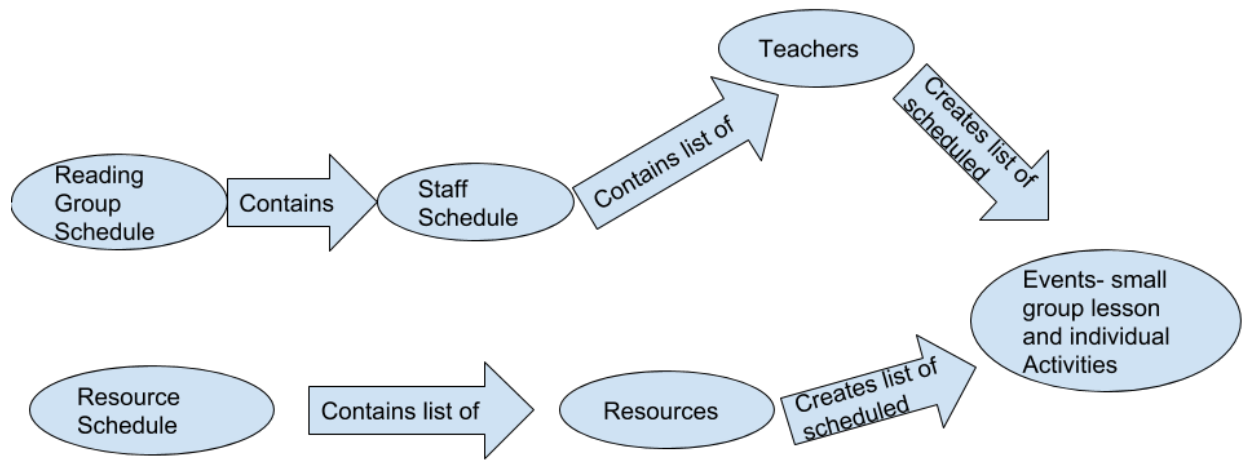 Teachers
Creates list of
scheduled
Contains list of
Reading
Group
Schedule
Contains
Staff
Schedule
Events- small
group lesson
and individual
Activities
Resource
Schedule
Contains list of
Resources
Creates list of
scheduled